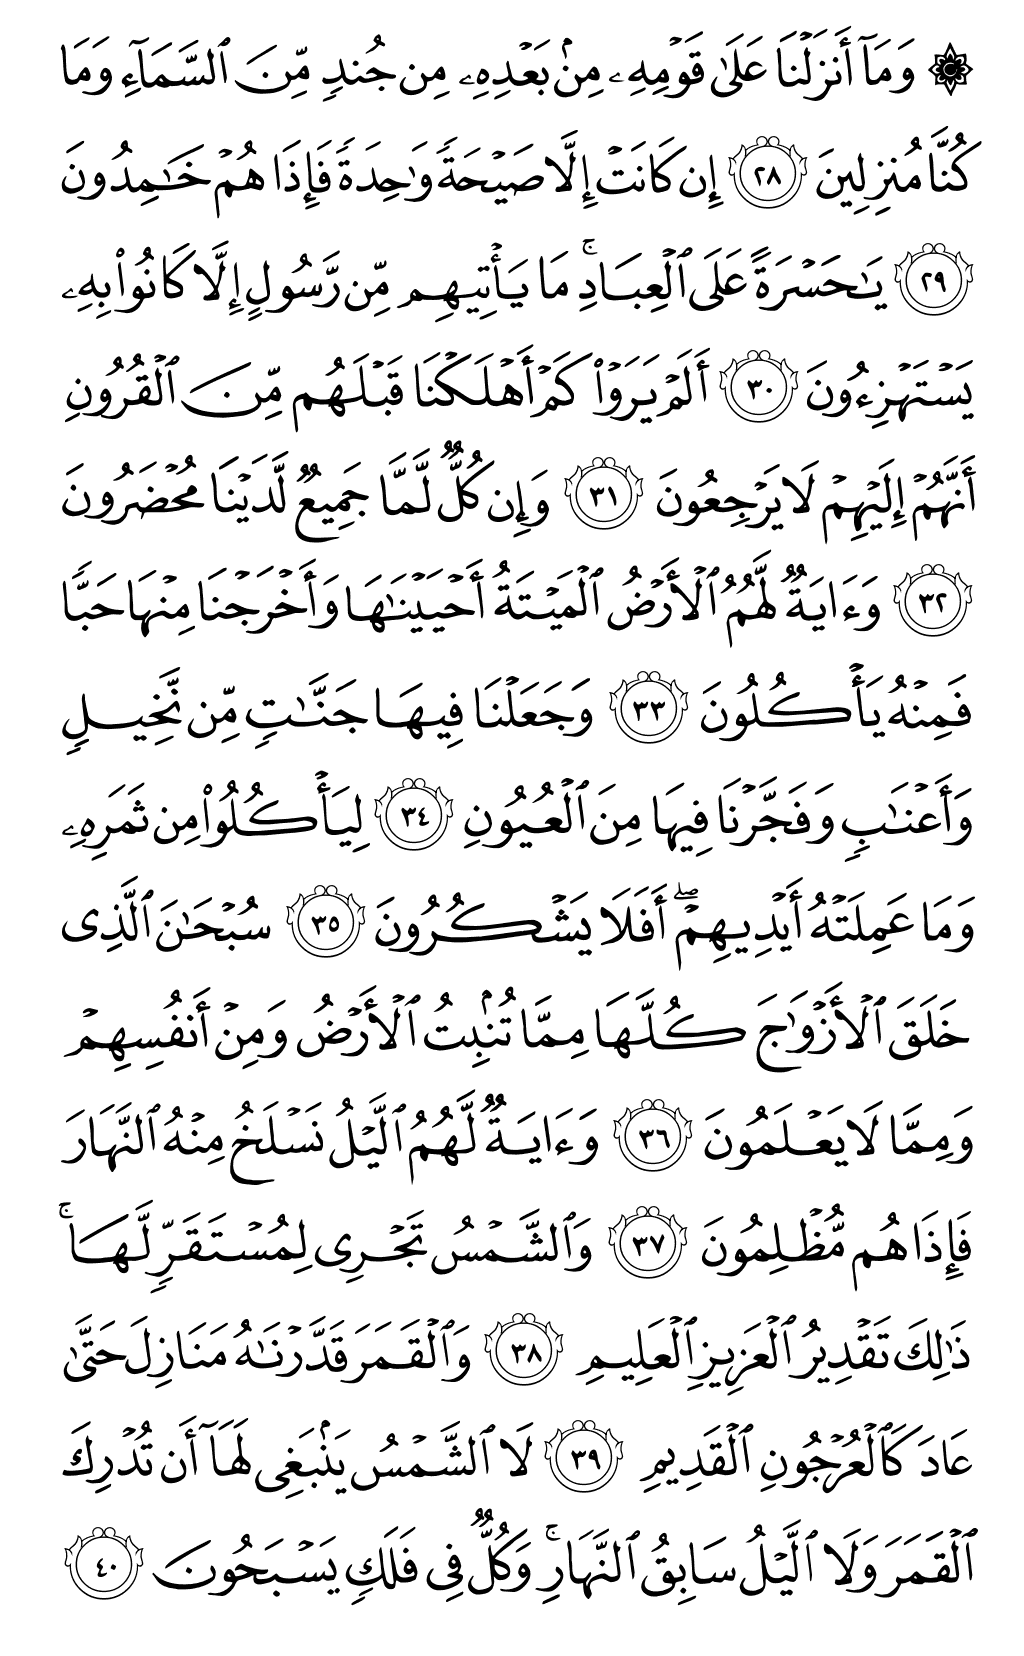 ۞ وَمَآ أَنزَلْنَا عَلَىٰ قَوْمِهِۦ مِنۢ بَعْدِهِۦ مِن جُندٍ مِّنَ ٱلسَّمَآءِ وَمَا
كُنَّا مُنزِلِينَ ٢٨ إِن كَانَتْ إِلَّا صَيْحَةً وَٰحِدَةً فَإِذَا هُمْ خَـٰمِدُونَ
٢٩ يَـٰحَسْرَةً عَلَى ٱلْعِبَادِ ۚ مَا يَأْتِيهِم مِّن رَّسُولٍ إِلَّا كَانُوا۟ بِهِۦ
يَسْتَهْزِءُونَ ٣٠ أَلَمْ يَرَوْا۟ كَمْ أَهْلَكْنَا قَبْلَهُم مِّنَ ٱلْقُرُونِ
أَنَّهُمْ إِلَيْهِمْ لَا يَرْجِعُونَ ٣١ وَإِن كُلٌّ لَّمَّا جَمِيعٌ لَّدَيْنَا مُحْضَرُونَ
٣٢ وَءَايَةٌ لَّهُمُ ٱلْأَرْضُ ٱلْمَيْتَةُ أَحْيَيْنَـٰهَا وَأَخْرَجْنَا مِنْهَا حَبًّا
فَمِنْهُ يَأْكُلُونَ ٣٣ وَجَعَلْنَا فِيهَا جَنَّـٰتٍ مِّن نَّخِيلٍ
وَأَعْنَـٰبٍ وَفَجَّرْنَا فِيهَا مِنَ ٱلْعُيُونِ ٣٤ لِيَأْكُلُوا۟ مِن ثَمَرِهِۦ
وَمَا عَمِلَتْهُ أَيْدِيهِمْ ۖ أَفَلَا يَشْكُرُونَ ٣٥ سُبْحَـٰنَ ٱلَّذِى
خَلَقَ ٱلْأَزْوَٰجَ كُلَّهَا مِمَّا تُنۢبِتُ ٱلْأَرْضُ وَمِنْ أَنفُسِهِمْ
وَمِمَّا لَا يَعْلَمُونَ ٣٦ وَءَايَةٌ لَّهُمُ ٱلَّيْلُ نَسْلَخُ مِنْهُ ٱلنَّهَارَ
فَإِذَا هُم مُّظْلِمُونَ ٣٧ وَٱلشَّمْسُ تَجْرِى لِمُسْتَقَرٍّ لَّهَا ۚ
ذَٰلِكَ تَقْدِيرُ ٱلْعَزِيزِ ٱلْعَلِيمِ ٣٨ وَٱلْقَمَرَ قَدَّرْنَـٰهُ مَنَازِلَ حَتَّىٰ
عَادَ كَٱلْعُرْجُونِ ٱلْقَدِيمِ ٣٩ لَا ٱلشَّمْسُ يَنۢبَغِى لَهَآ أَن تُدْرِكَ
ٱلْقَمَرَ وَلَا ٱلَّيْلُ سَابِقُ ٱلنَّهَارِ ۚ وَكُلٌّ فِى فَلَكٍ يَسْبَحُونَ ٤٠